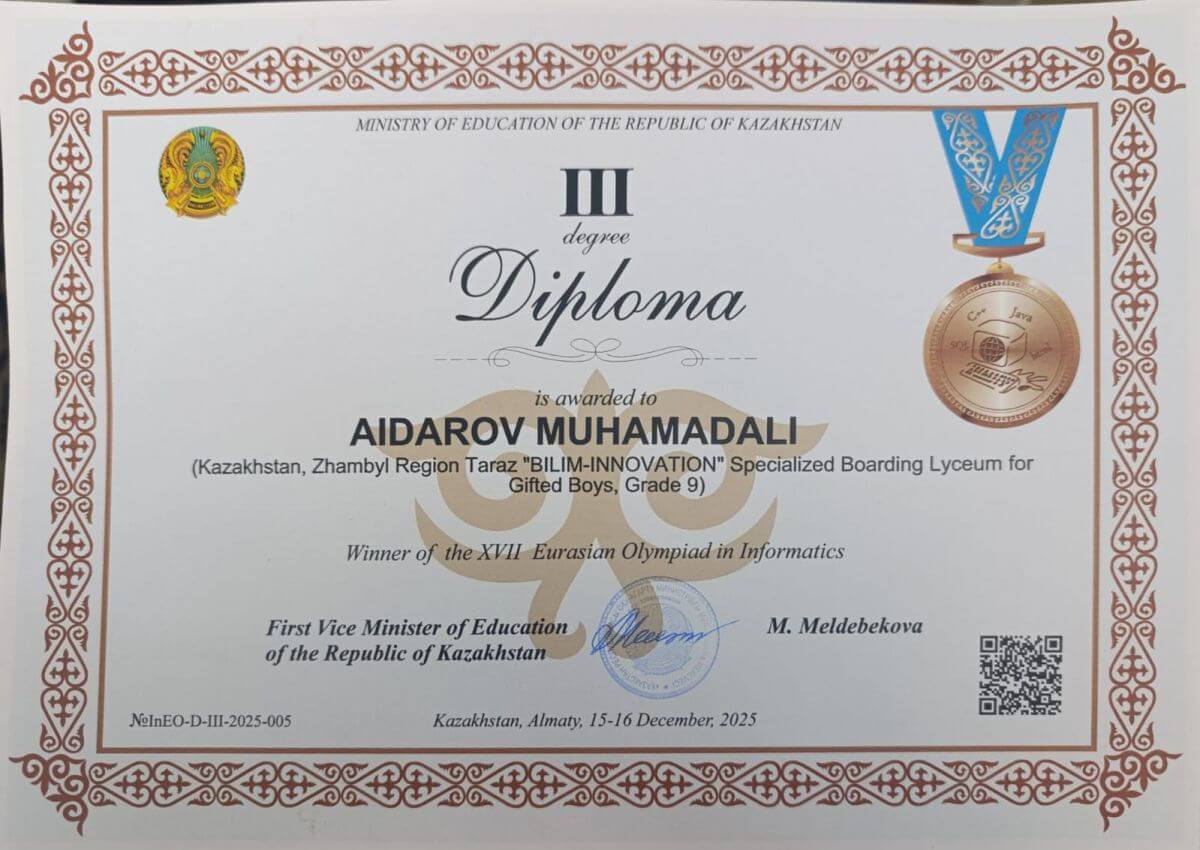 MINISTRY OF EDUCATION OF THE REPUBLIC OF KAZAKHSTAN
III
degree
Diploma
C++ Java
SQL html
is awarded to
AIDAROV MUHAMADALI
(Kazakhstan, Zhambyl Region Taraz "BILIM-INNOVATION" Specialized Boarding Lyceum for
Gifted Boys, Grade 9)
Winner of the XVII Eurasian Olympiad in Informatics
First Vice Minister of Education
of the Republic of Kazakhstan
M. Meldebekova
№InEO-D-III-2025-005
Kazakhstan, Almaty, 15-16 December, 2025